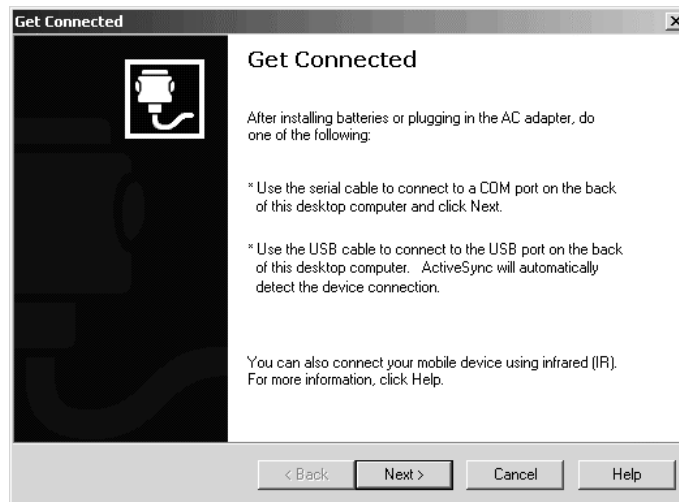 Get Connected
Get Connected
After installing batteries or plugging in the AC adapter, do
one of the following:
* Use the serial cable to connect to a COM port on the back
of this desktop computer and click Next.
* Use the USB cable to connect to the USB port on the back
of this desktop computer.   ActiveSync will automatically
detect the device connection.
You can also connect your mobile device using infrared (IR).
For more information, click Help.
< Back Next > Cancel Help